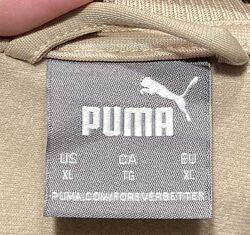 PUMA
US CA EU
XL TG XL
PUMA.COM/FOREVERBETTER